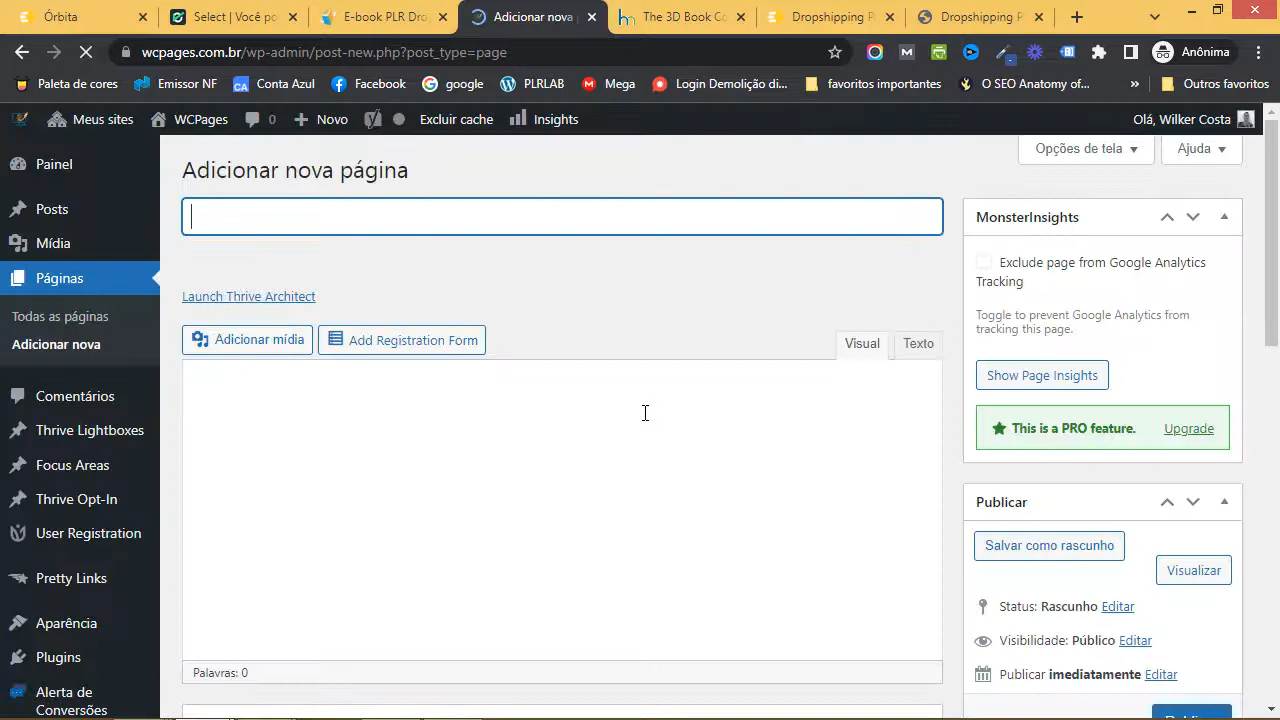 Órbita
Select | Você po
E-book PLR Dro
Adicionar nova
The 3D Book Co
Dropshipping P
Dropshipping P
wcpages.com.br/wp-admin/post-new.php?post_type=page
Anônima
Paleta de cores
Emissor NF
Conta Azul
Facebook
google
PLRLAB
Mega
Login Demolição di...
favoritos importantes
O SEO Anatomy of...
Outros favoritos
Meus sites
WCPages
0
Novo
Excluir cache
Insights
Olá, Wilker Costa
Painel
Posts
Mídia
Páginas
Todas as páginas
Adicionar nova
Comentários
Thrive Lightboxes
Focus Areas
Thrive Opt-In
User Registration
Pretty Links
Aparência
Plugins
Alerta de
Conversões
Opções de tela
Ajuda
Adicionar nova página
Launch Thrive Architect
Adicionar mídia
Add Registration Form
Visual
Texto
Palavras: 0
MonsterInsights
Exclude page from Google Analytics
Tracking
Toggle to prevent Google Analytics from
tracking this page.
Show Page Insights
This is a PRO feature.
Upgrade
Publicar
Salvar como rascunho
Visualizar
Status: Rascunho Editar
Visibilidade: Público Editar
Publicar imediatamente Editar